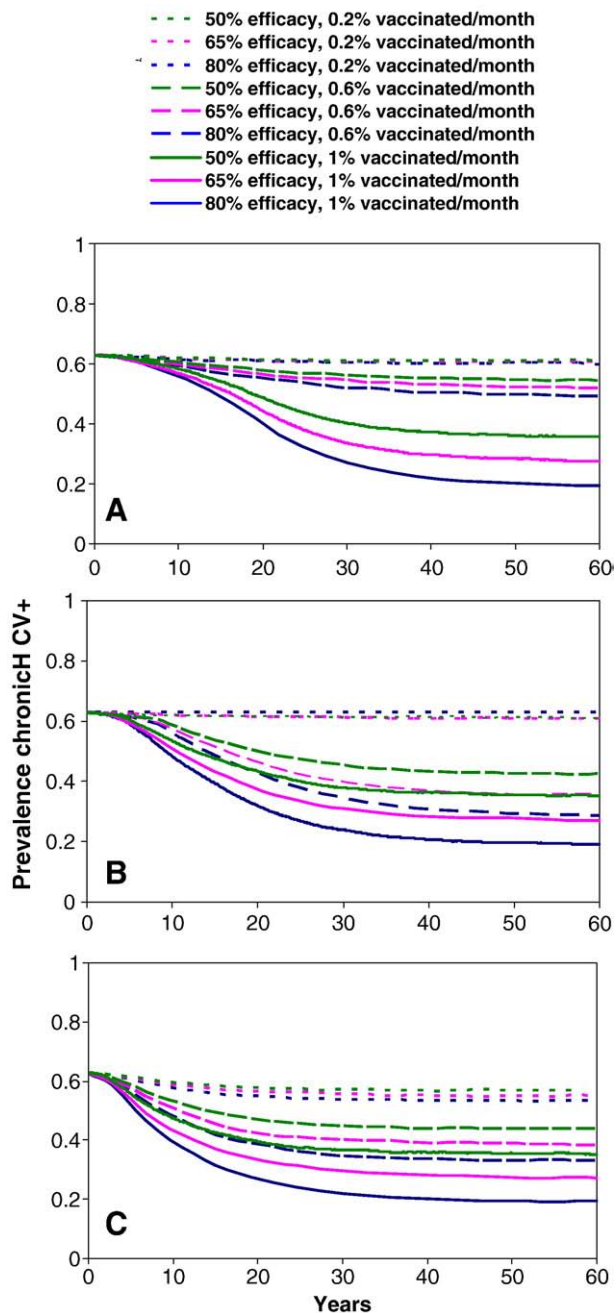 50% efficacy, 0.2% vaccinated/month
65% efficacy, 0.2% vaccinated/month
80% efficacy, 0.2% vaccinated/month
50% efficacy, 0.6% vaccinated/month
65% efficacy, 0.6% vaccinated/month
80% efficacy, 0.6% vaccinated/month
50% efficacy, 1% vaccinated/month
65% efficacy, 1% vaccinated/month
80% efficacy, 1% vaccinated/month
1
0.8
0.6
0.4
0.2
0
A
0 10 20 30 40 50 60
Prevalence chronicH CV+
1
0.8
0.6
0.4
0.2
0
B
0 10 20 30 40 50 60
1
0.8
0.6
0.4
0.2
0
C
0 10 20 30 40 50 60
Years